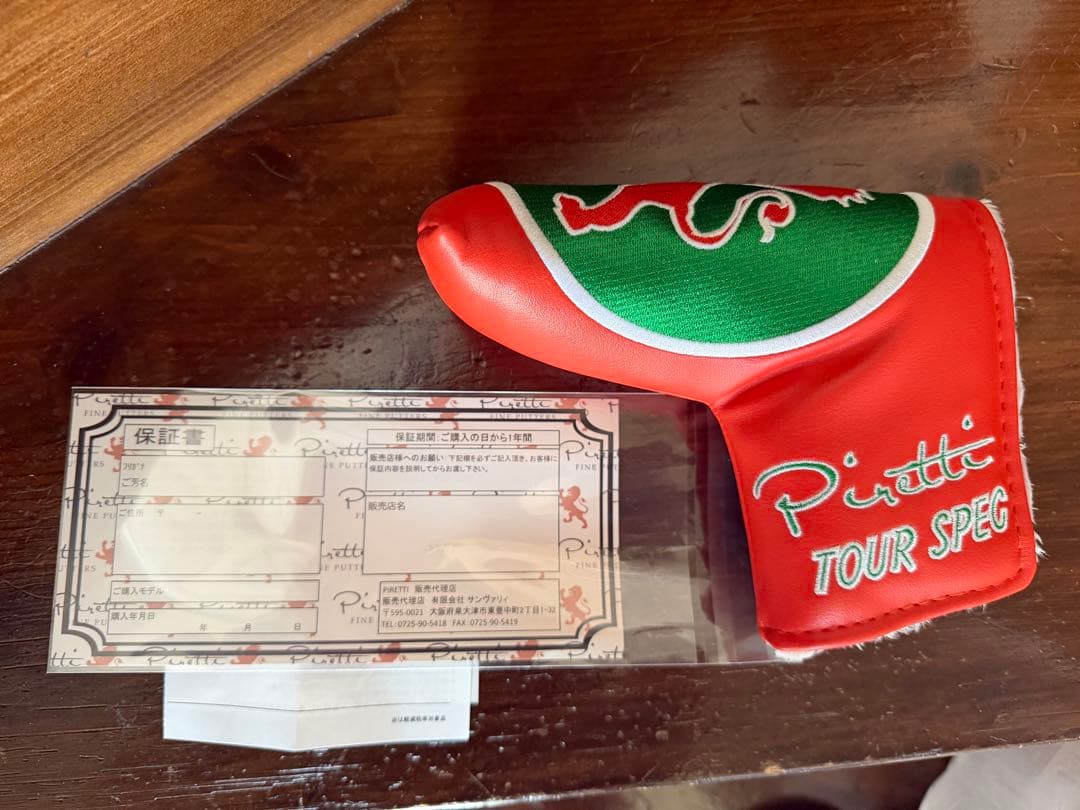 Piretti
FINE PUTTERS
保証書
フリガナ
ご芳名
ご住所 〒 -
ご購入モデル
購入年月日
年 月 日
保証期間:ご購入の日から1年間
販売店様へのお願い:下記欄を必ずご記入頂き、お客様に
保証内容を説明してからお渡し下さい。
販売店名
PIRETTI 販売代理店
販売代理店 有限会社 サンヴァリィ
〒595-0021 大阪府泉大津市東豊中町2丁目1-32
TEL:0725-90-5418 FAX 0725-90-5419
Piretti
TOUR SPEC